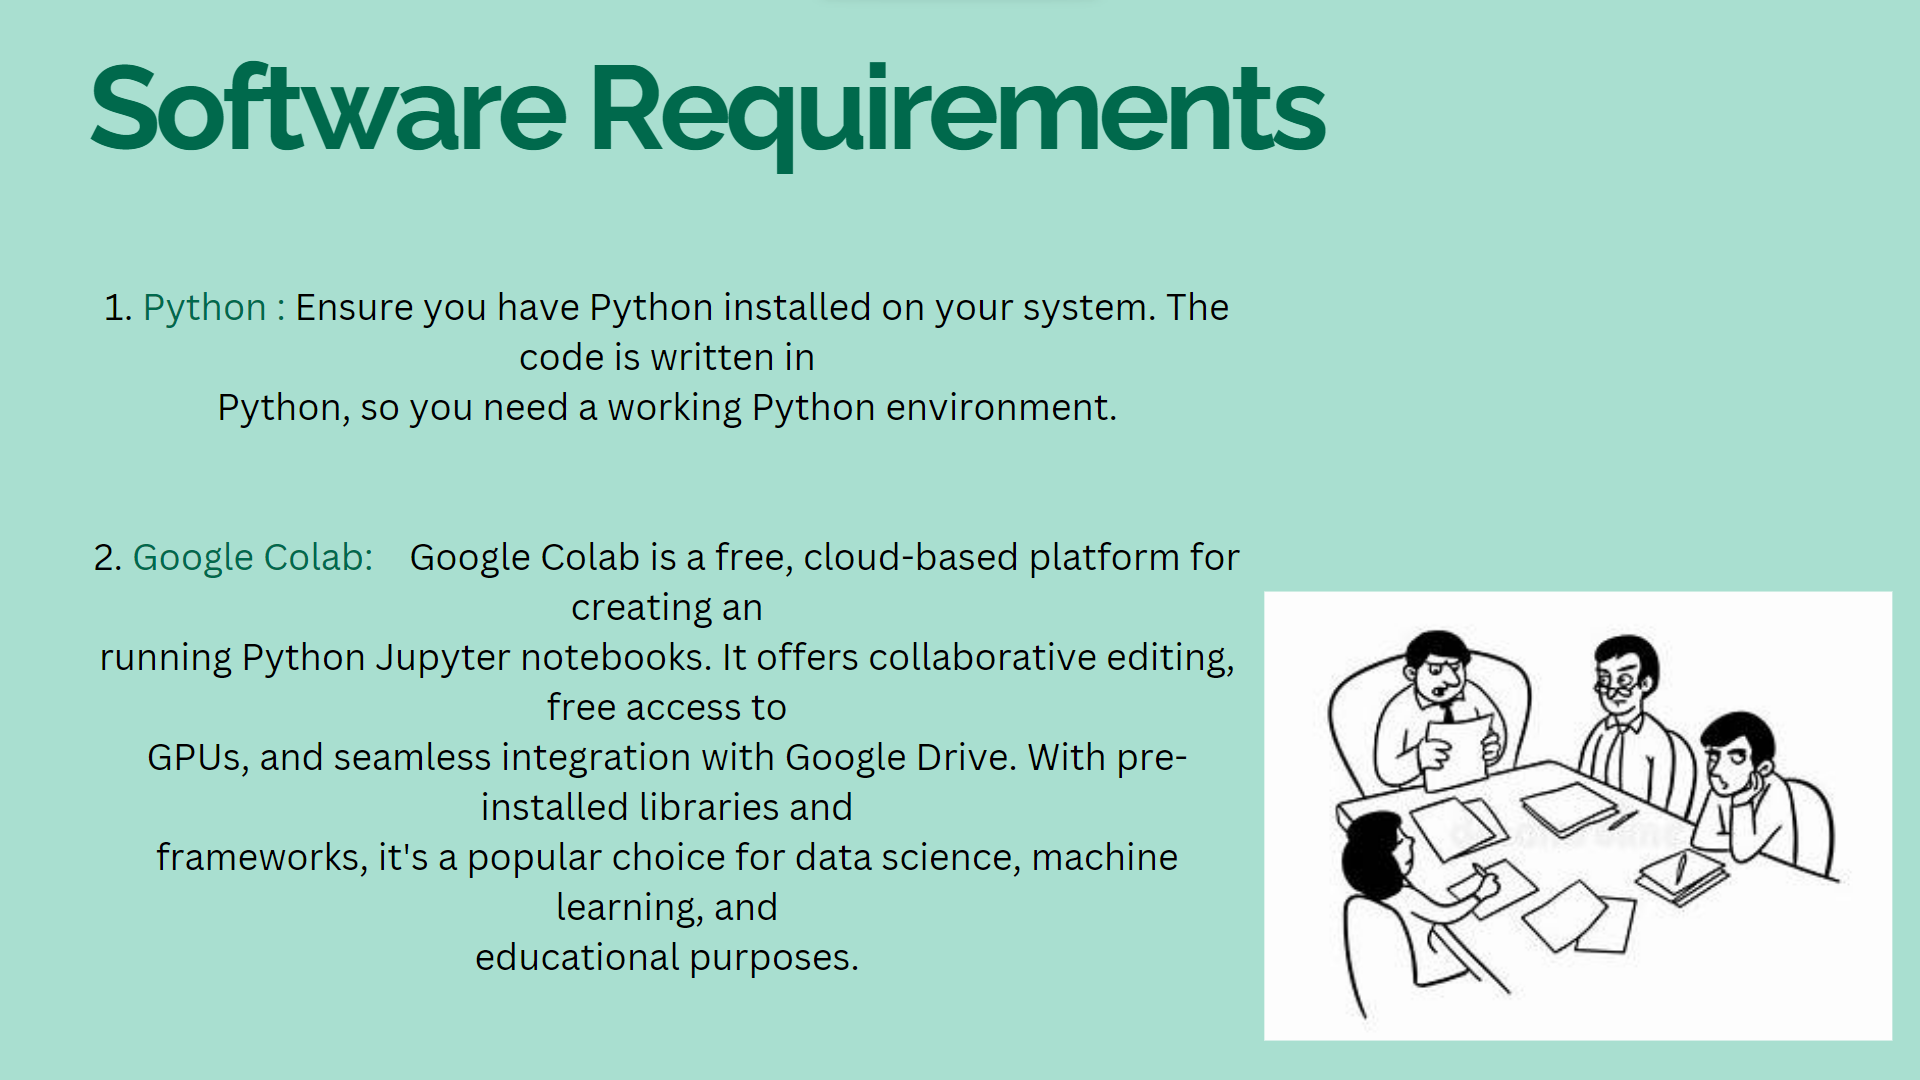 Software Requirements
1. Python : Ensure you have Python installed on your system. The
code is written in
Python, so you need a working Python environment.
2. Google Colab: Google Colab is a free, cloud-based platform for
creating an
running Python Jupyter notebooks. It offers collaborative editing,
free access to
GPUs, and seamless integration with Google Drive. With pre-
installed libraries and
frameworks, it's a popular choice for data science, machine
learning, and
educational purposes.